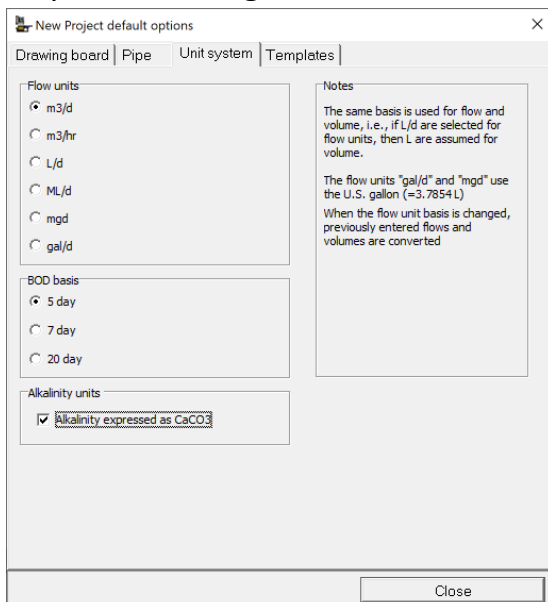 New Project default options
Drawing board
Pipe
Unit system
Templates
Flow units
m3/d
m3/hr
L/d
ML/d
mgd
gal/d
BOD basis
5 day
7 day
20 day
Alkalinity units
Alkalinity expressed as CaCO3
Notes
The same basis is used for flow and
volume, i.e., if L/d are selected for
flow units, then L are assumed for
volume.
The flow units "gal/d" and "mgd" use
the U.S. gallon (=3.7854 L)
When the flow unit basis is changed,
previously entered flows and
volumes are converted
Close